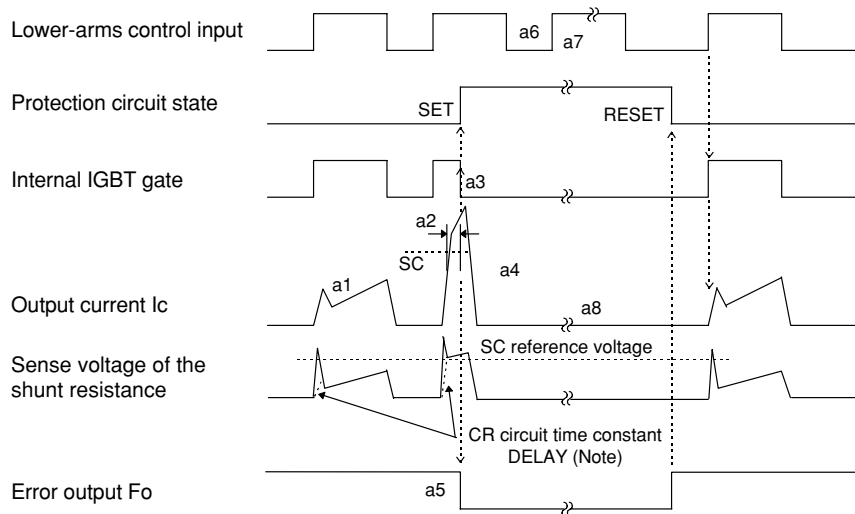 Lower-arms control input
a6
a7
Protection circuit state
SET
RESET
Internal IGBT gate
a3
a2
SC
a4
a1
Output current Ic
a8
SC reference voltage
Sense voltage of the
shunt resistance
CR circuit time constant
DELAY (Note)
Error output Fo
a5